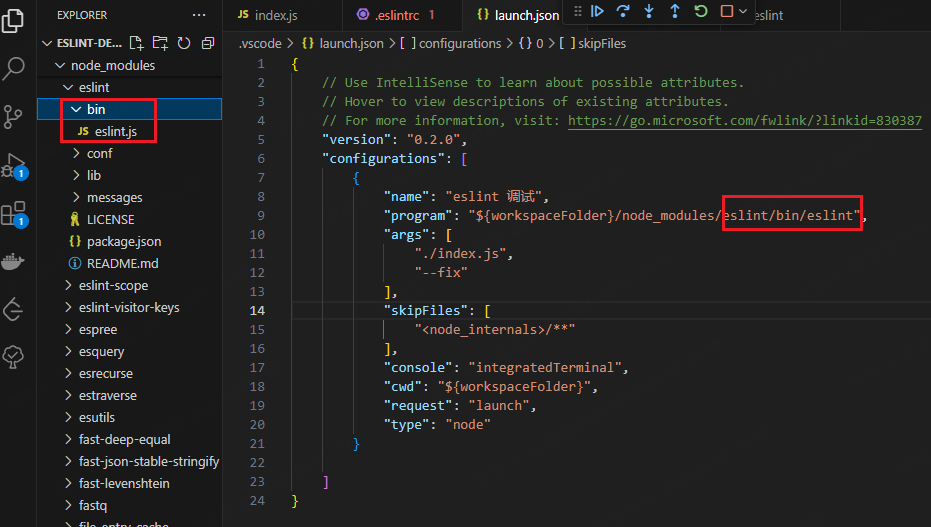 EXPLORER
ESLINT-DE...
node_modules
eslint
bin
JS eslint.js
conf
lib
messages
LICENSE
{} package.json
README.md
eslint-scope
eslint-visitor-keys
espree
esquery
esrecurse
estraverse
esutils
fast-deep-equal
fast-json-stable-stringify
fast-levenshtein
fastq
file_entry_cache
1
1
JS index.js
.eslintrc 1
{} launch.json
eslint
.vscode > {} launch.json > [ ] configurations > {} 0 > [ ] skipFiles
1 {
2 // Use IntelliSense to learn about possible attributes.
3 // Hover to view descriptions of existing attributes.
4 // For more information, visit: https://go.microsoft.com/fwlink/?linkid=830387
5 "version": "0.2.0",
6 "configurations": [
7 {
8 "name": "eslint 调试",
9 "program": "${workspaceFolder}/node_modules/eslint/bin/eslint",
10 "args": [
11 "./index.js",
12 "--fix"
13 ],
14 "skipFiles": [
15 "<node_internals>/**"
16 ],
17 "console": "integratedTerminal",
18 "cwd": "${workspaceFolder}",
19 "request": "launch",
20 "type": "node"
21 }
22
23 ]
24 }